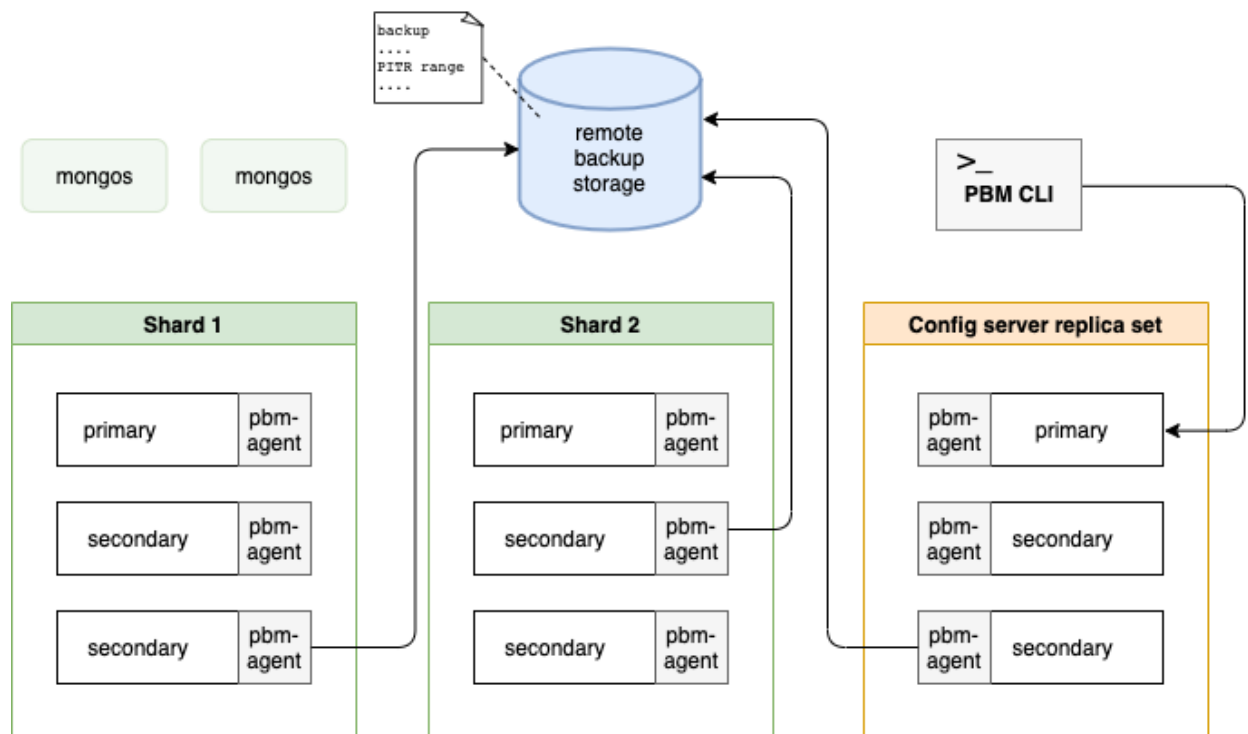 backup
....
PITR range
....
remote
backup
storage
mongos
mongos
>_
PBM CLI
Shard 1
primary
pbm-
agent
secondary
pbm-
agent
secondary
pbm-
agent
Shard 2
primary
pbm-
agent
secondary
pbm-
agent
secondary
pbm-
agent
Config server replica set
pbm-
agent
primary
pbm-
agent
secondary
pbm-
agent
secondary